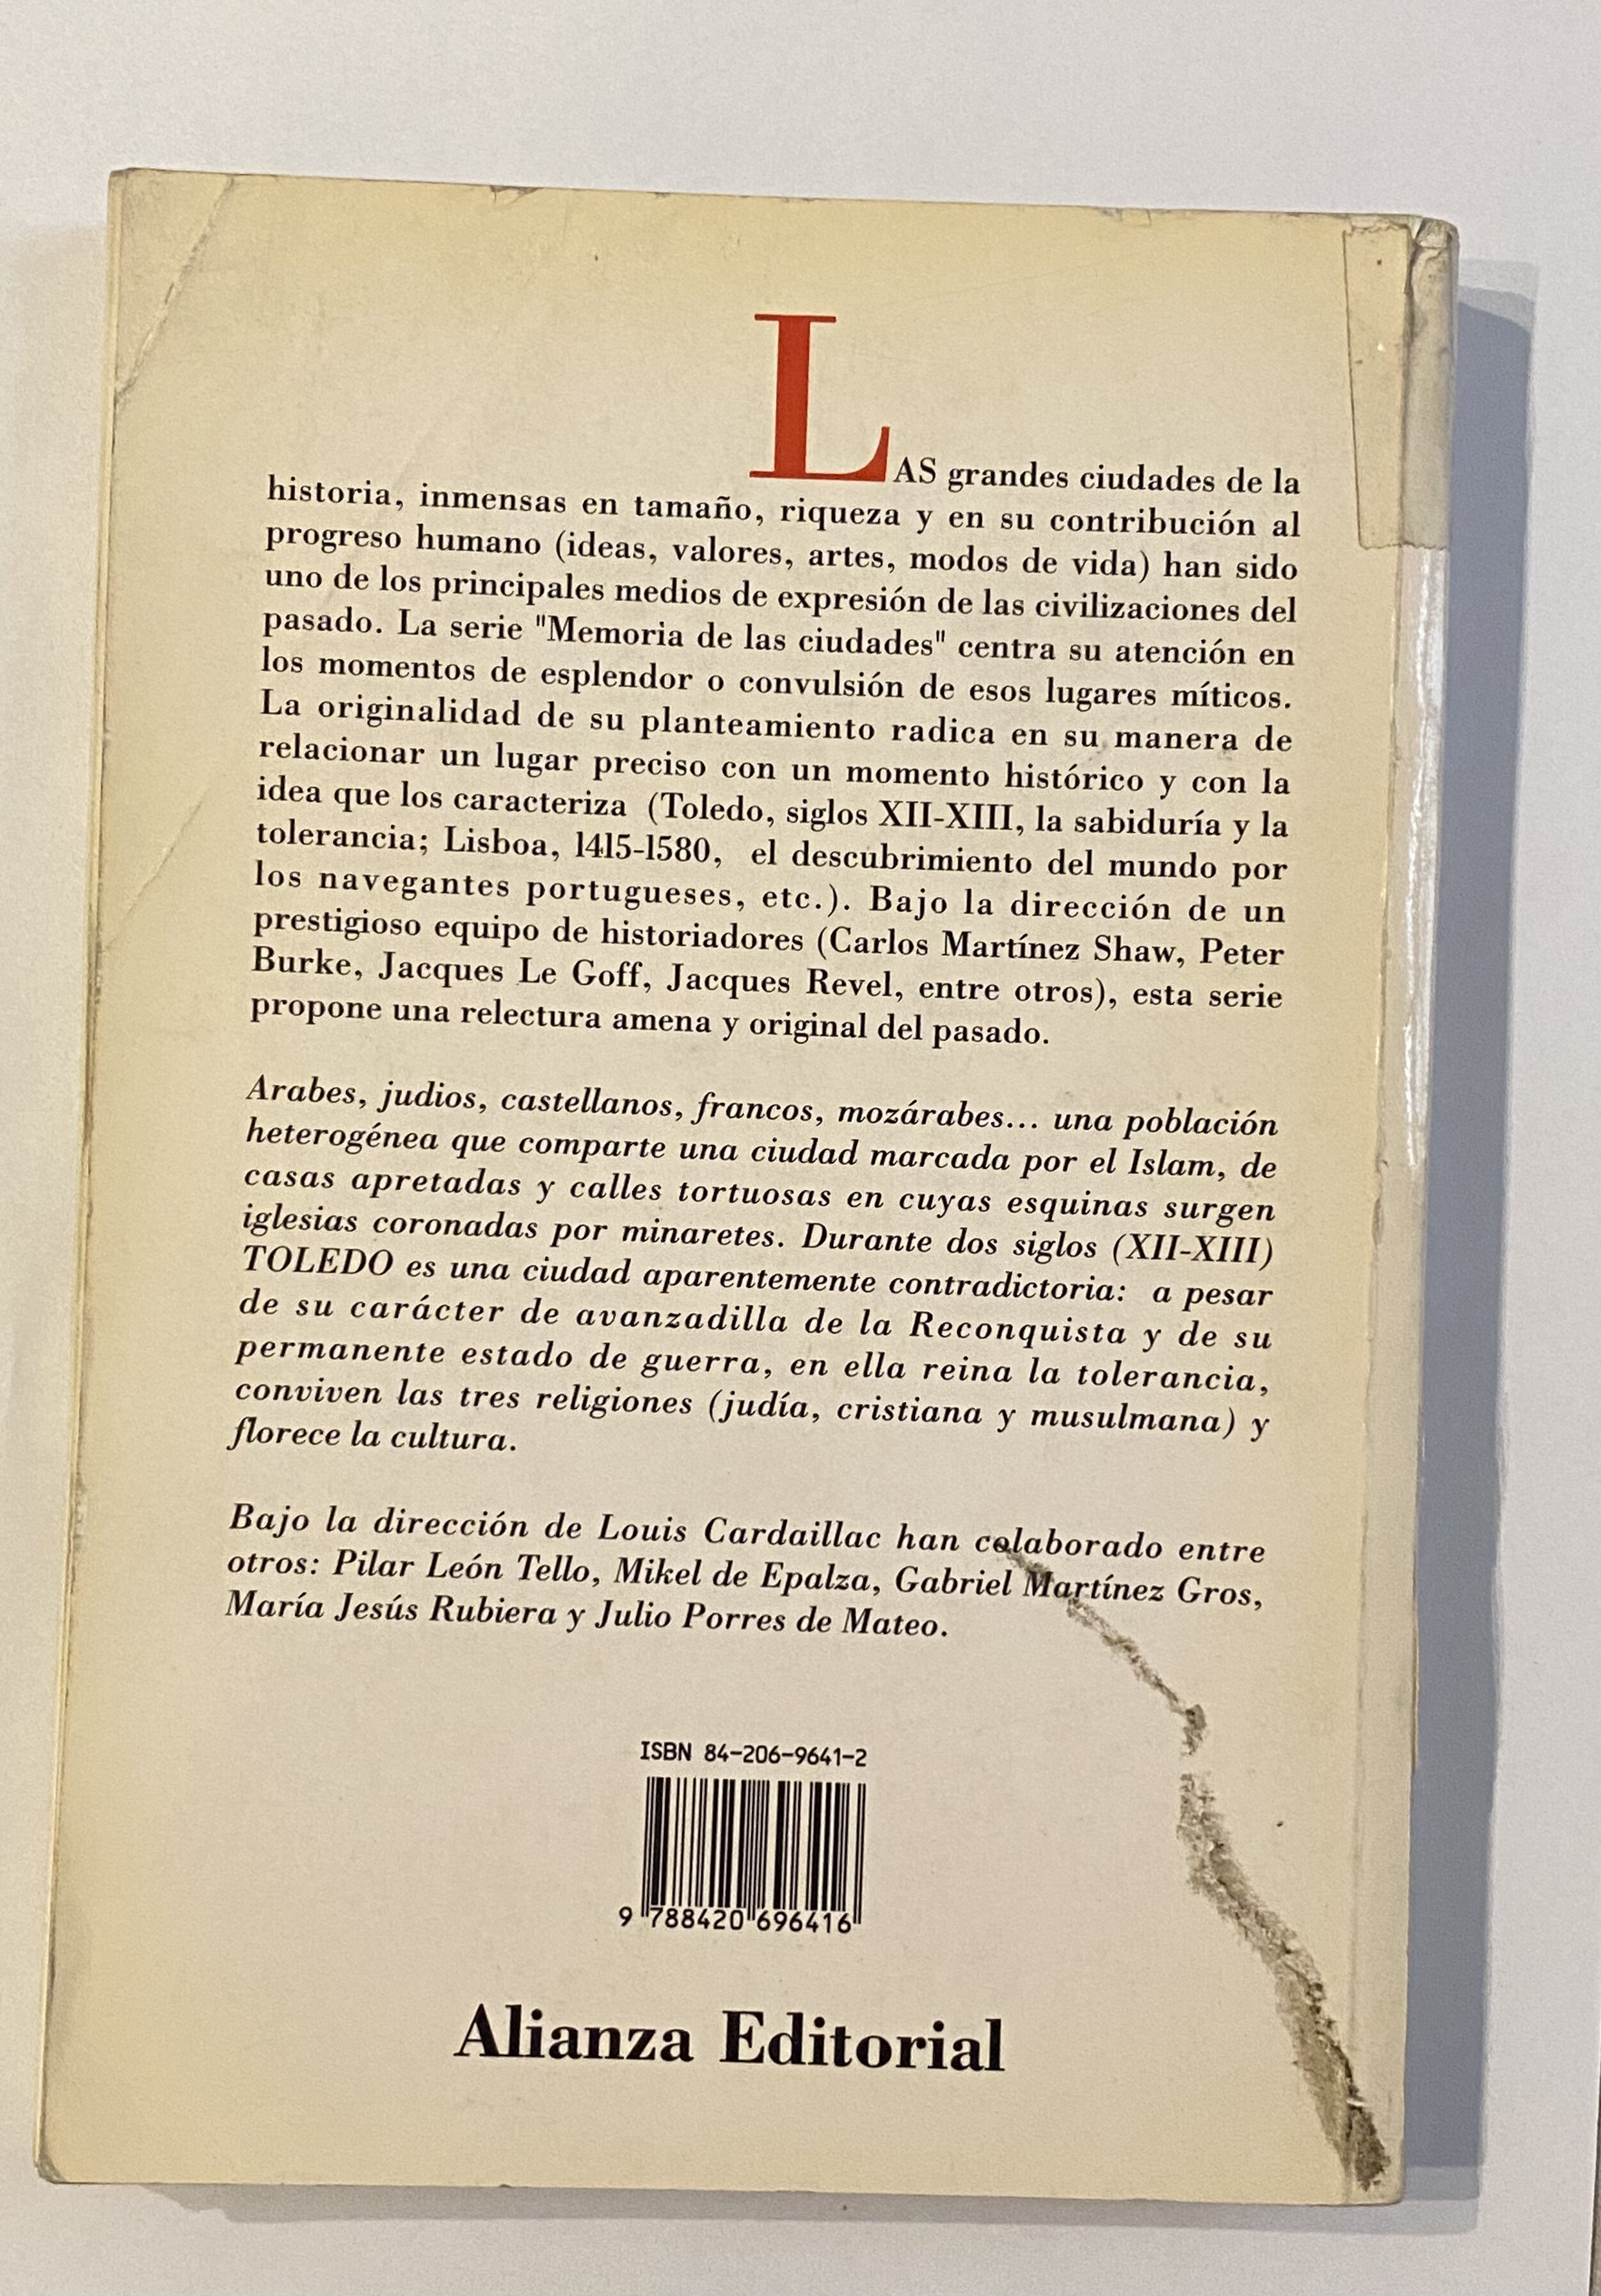 LAS grandes ciudades de la
historia, inmensas en tamaño, riqueza y en su contribución al
progreso humano (ideas, valores, artes, modos de vida) han sido
uno de los principales medios de expresión de las civilizaciones del
pasado. La serie "Memoria de las ciudades" centra su atención en
los momentos de esplendor o convulsión de esos lugares míticos.
La originalidad de su planteamiento radica en su manera de
relacionar un lugar preciso con un momento histórico y con la
idea que los caracteriza (Toledo, siglos XII-XIII, la sabiduría y la
tolerancia; Lisboa, 1415-1580, el descubrimiento del mundo por
los navegantes portugueses, etc.). Bajo la dirección de un
prestigioso equipo de historiadores (Carlos Martínez Shaw, Peter
Burke, Jacques Le Goff, Jacques Revel, entre otros), esta serie
propone una relectura amena y original del pasado.
Arabes, judios, castellanos, francos, mozárabes... una población
heterogénea que comparte una ciudad marcada por el Islam, de
casas apretadas y calles tortuosas en cuyas esquinas surgen
iglesias coronadas por minaretes. Durante dos siglos (XII-XIII)
TOLEDO es una ciudad aparentemente contradictoria: a pesar
de su carácter de avanzadilla de la Reconquista y de su
permanente estado de guerra, en ella reina la tolerancia,
conviven las tres religiones (judía, cristiana y musulmana) y
florece la cultura.
Bajo la dirección de Louis Cardaillac han colaborado entre
otros: Pilar León Tello, Mikel de Epalza, Gabriel Martínez Gros,
María Jesús Rubiera y Julio Porres de Mateo.
ISBN 84-206-9641-2
9 788420 696416
Alianza Editorial